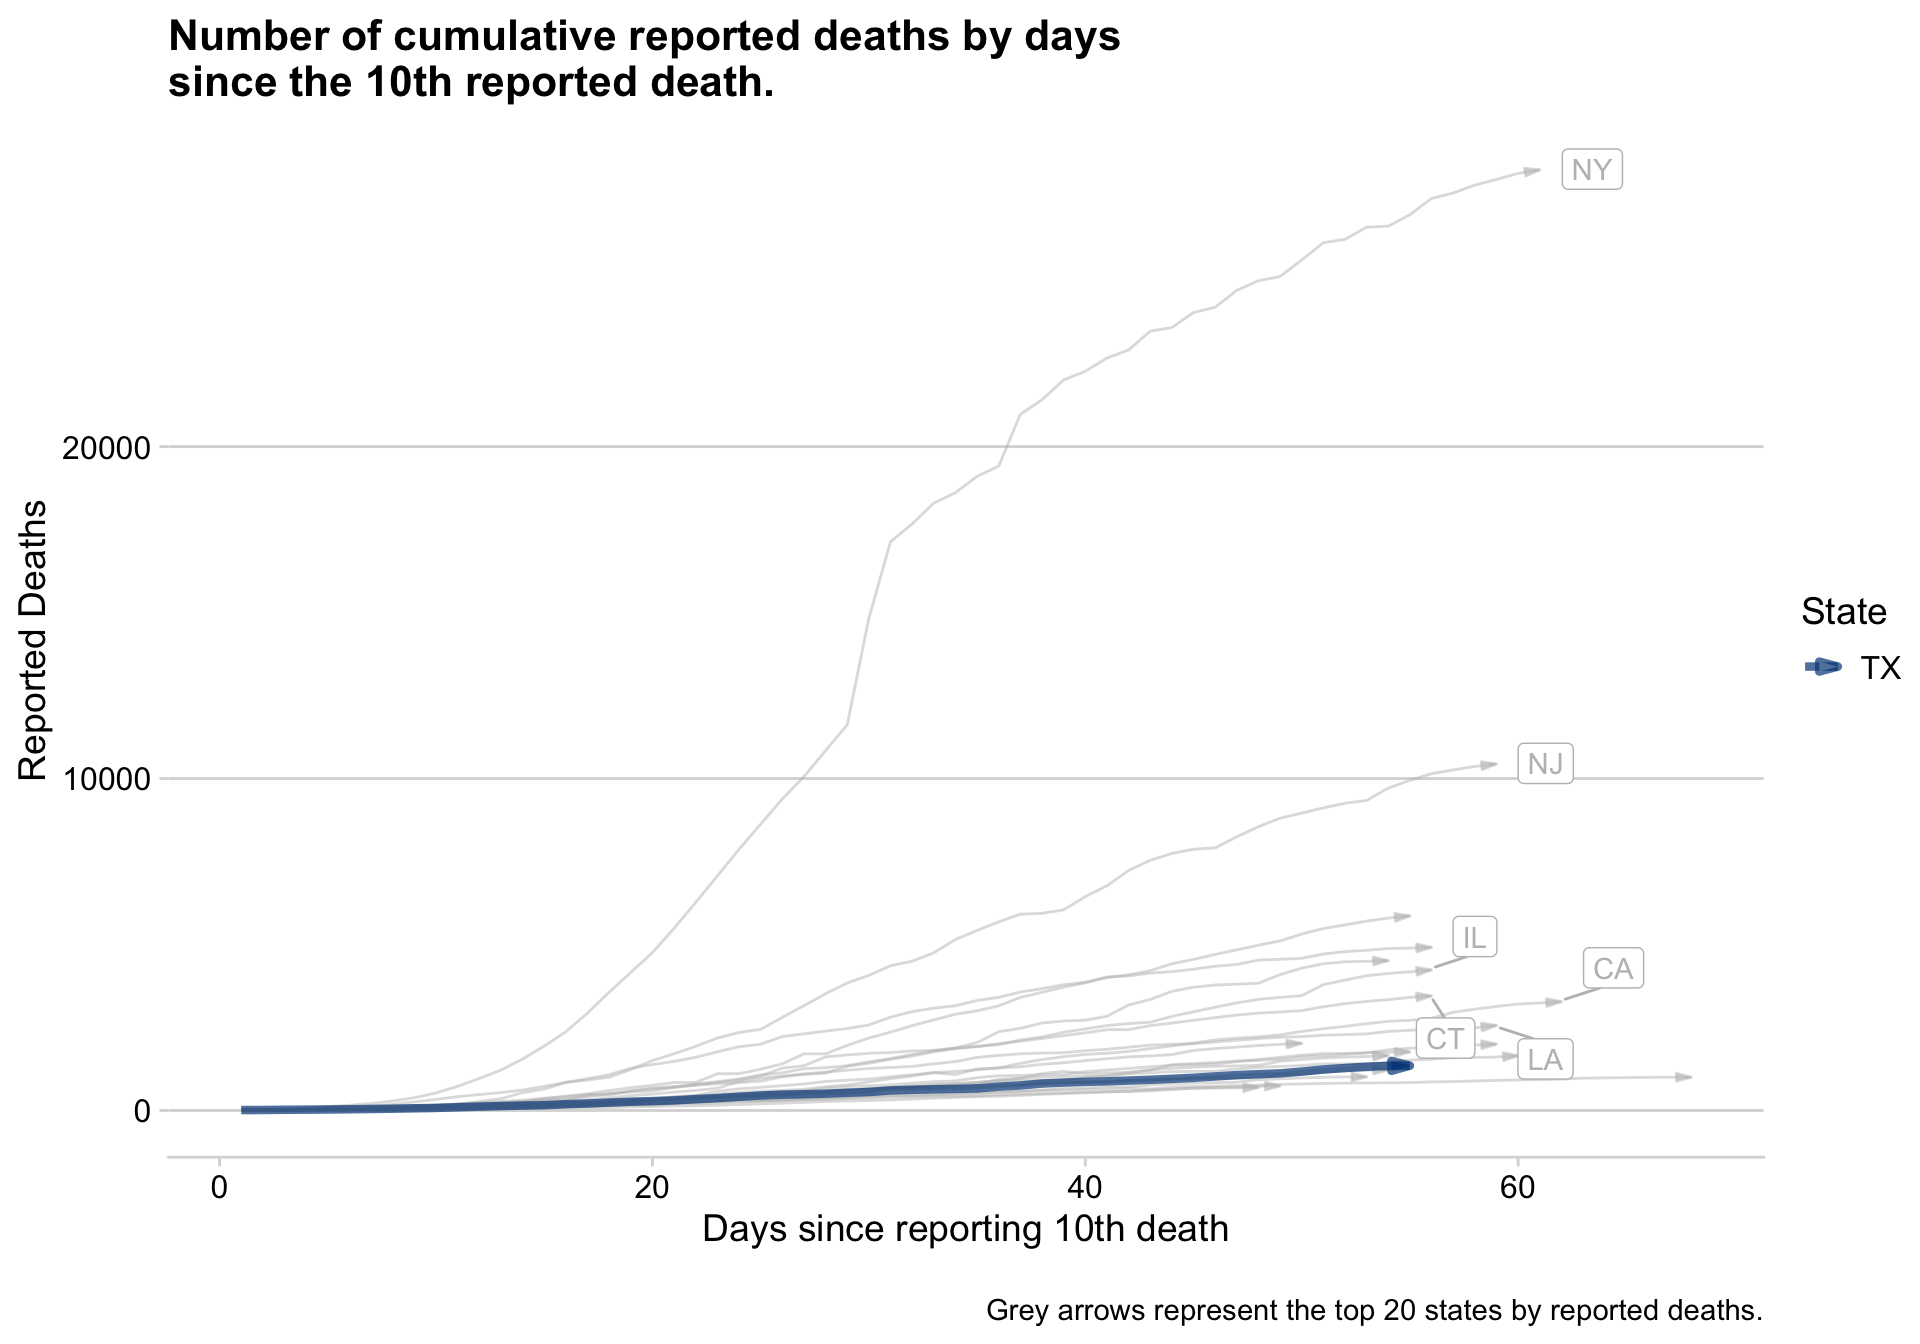 Number of cumulative reported deaths by days
since the 10th reported death.
NY
20000
Reported Deaths
State
TX
10000
NJ
IL
CA
CT
LA
0
0
20
40
60
Days since reporting 10th death
Grey arrows represent the top 20 states by reported deaths.